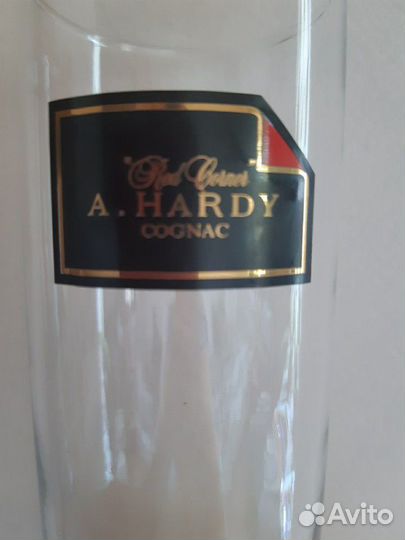 "Red Corner"
A. HARDY
COGNAC
Avito